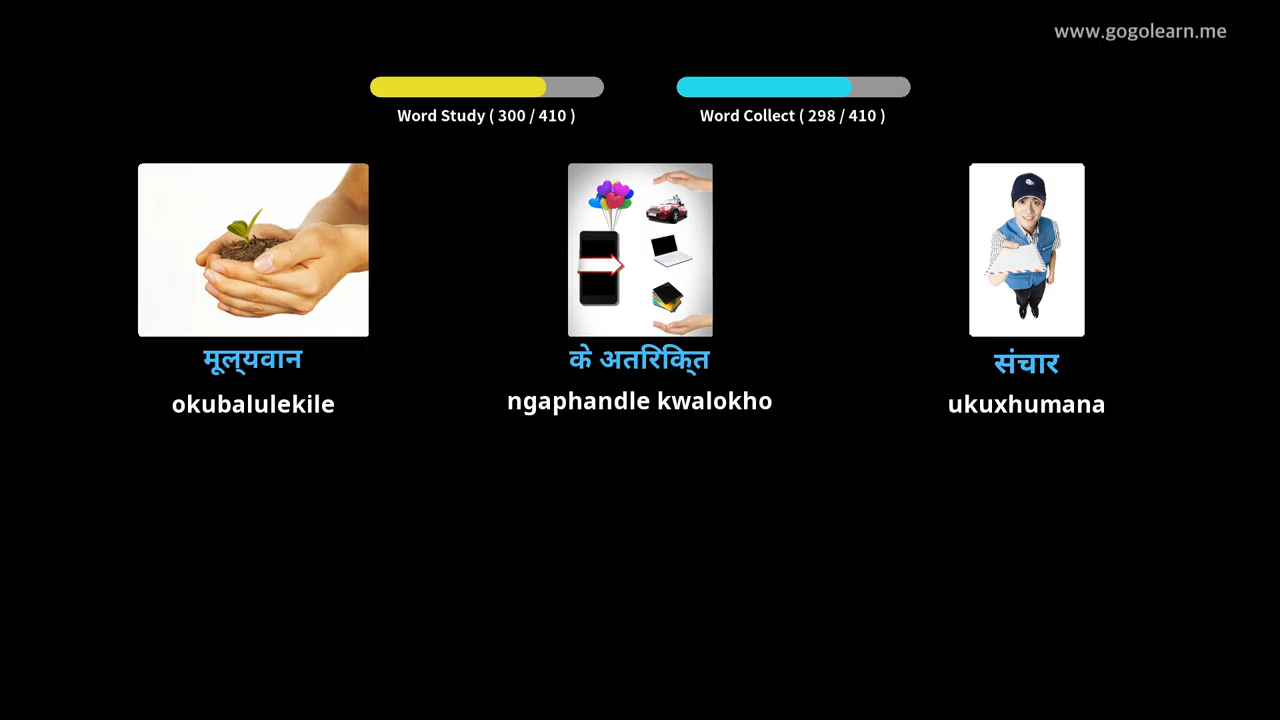 www.gogolearn.me
Word Study ( 300 / 410 )
Word Collect ( 298 / 410 )
मूल्यवान
के अतिरिक्त
संचार
okubalulekile
ngaphandle kwalokho
ukuxhumana